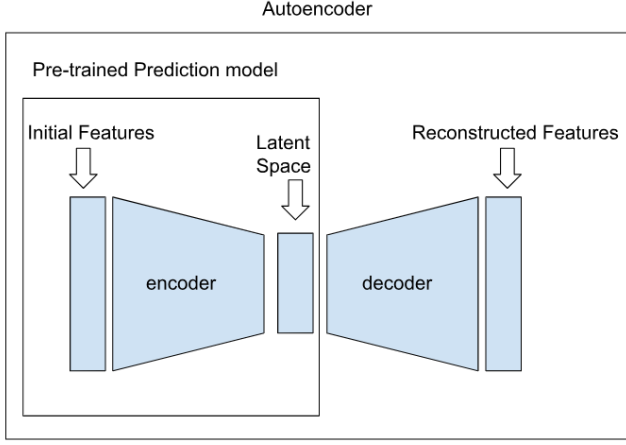 Autoencoder
Pre-trained Prediction model
Initial Features
Latent
Space
Reconstructed Features
encoder
decoder